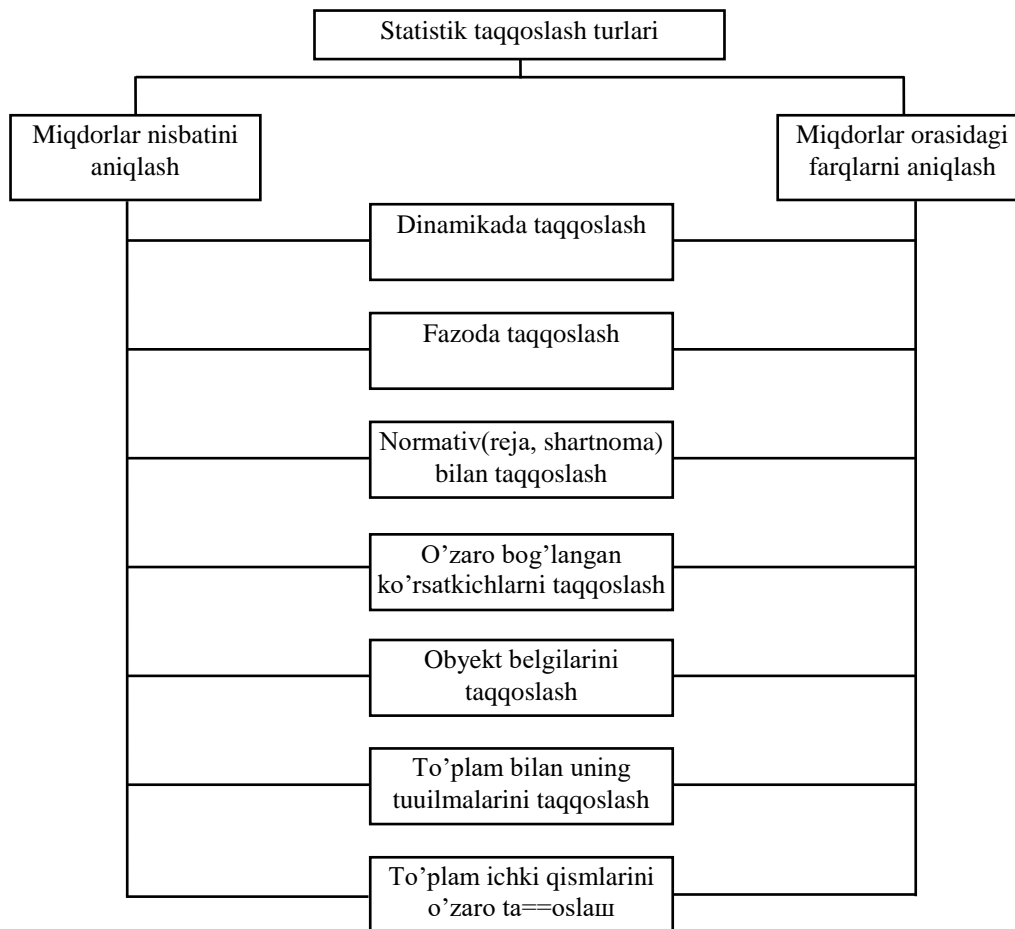 Statistik taqqoslash turlari
Miqdorlar nisbatini
aniqlash
Miqdorlar orasidagi
farqlarni aniqlash
Dinamikada taqqoslash
Fazoda taqqoslash
Normativ(reja, shartnoma)
bilan taqqoslash
O’zaro bog’langan
ko’rsatkichlarni taqqoslash
Obyekt belgilarini
taqqoslash
To’plam bilan uning
tuuilmalarini taqqoslash
To’plam ichki qismlarini
o’zaro ta==oslaш